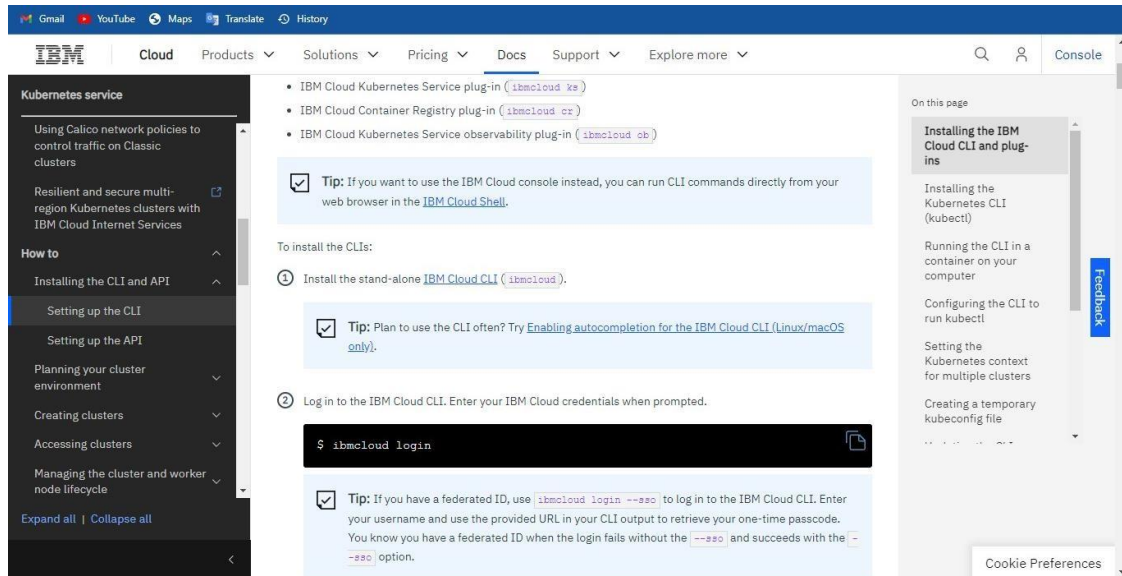 Gmail YouTube Maps Translate History
IBM Cloud Products Solutions Pricing Docs Support Explore more Console
Kubernetes service
Using Calico network policies to
control traffic on Classic
clusters
Resilient and secure multi-
region Kubernetes clusters with
IBM Cloud Internet Services
How to
Installing the CLI and API
Setting up the CLI
Setting up the API
Planning your cluster
environment
Creating clusters
Accessing clusters
Managing the cluster and worker
node lifecycle
Expand all | Collapse all
• IBM Cloud Kubernetes Service plug-in ( ibmcloud ks )
• IBM Cloud Container Registry plug-in ( ibmcloud cr )
• IBM Cloud Kubernetes Service observability plug-in ( ibmcloud ob )
Tip: If you want to use the IBM Cloud console instead, you can run CLI commands directly from your
web browser in the IBM Cloud Shell.
To install the CLIs:
1 Install the stand-alone IBM Cloud CLI ( ibmcloud ).
Tip: Plan to use the CLI often? Try Enabling autocompletion for the IBM Cloud CLI (Linux/macOS
only).
2 Log in to the IBM Cloud CLI. Enter your IBM Cloud credentials when prompted.
$ ibmcloud login
Tip: If you have a federated ID, use ibmcloud login --sso to log in to the IBM Cloud CLI. Enter
your username and use the provided URL in your CLI output to retrieve your one-time passcode.
You know you have a federated ID when the login fails without the --sso and succeeds with the -
-sso option.
On this page
Installing the IBM
Cloud CLI and plug-
ins
Installing the
Kubernetes CLI
(kubectl)
Running the CLI in a
container on your
computer
Configuring the CLI to
run kubectl
Setting the
Kubernetes context
for multiple clusters
Creating a temporary
kubeconfig file
Feedback
Cookie Preferences